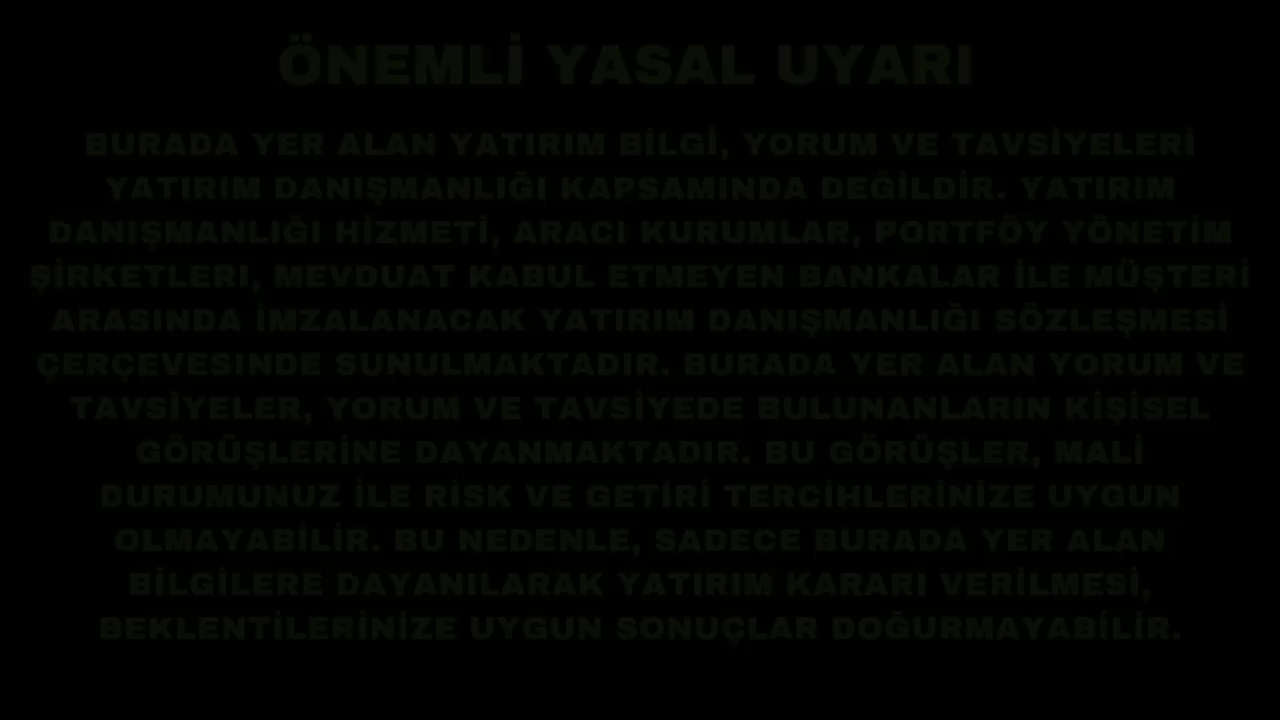 ÖNEMLİ YASAL UYARI
BURADA YER ALAN YATIRIM BİLGİ, YORUM VE TAVSİYELERİ
YATIRIM DANIŞMANLIĞI KAPSAMINDA DEĞİLDİR. YATIRIM
DANIŞMANLIĞI HİZMETİ, ARACI KURUMLAR, PORTFÖY YÖNETİM
ŞİRKETLERI, MEVDUAT KABUL ETMEYEN BANKALAR İLE MÜŞTERİ
ARASINDA İMZALANACAK YATIRIM DANIŞMANLIĞI SÖZLEŞMESİ
ÇERÇEVESINDE SUNULMAKTADIR. BURADA YER ALAN YORUM VE
TAVSİYELER, YORUM VE TAVSİYEDE BULUNANLARIN KİŞİSEL
GÖRÜŞLERİNE DAYANMAKTADIR. BU GÖRÜŞLER, MALİ
DURUMUNUZ İLE RİSK VE GETİRİ TERCİHLERİNİZE UYGUN
OLMAYABİLİR. BU NEDENLE, SADECE BURADA YER ALAN
BİLGİLERE DAYANILARAK YATIRIM KARARI VERİLMESİ,
BEKLENTİLERİNİZE UYGUN SONUÇLAR DOĞURMAYABİLİR.